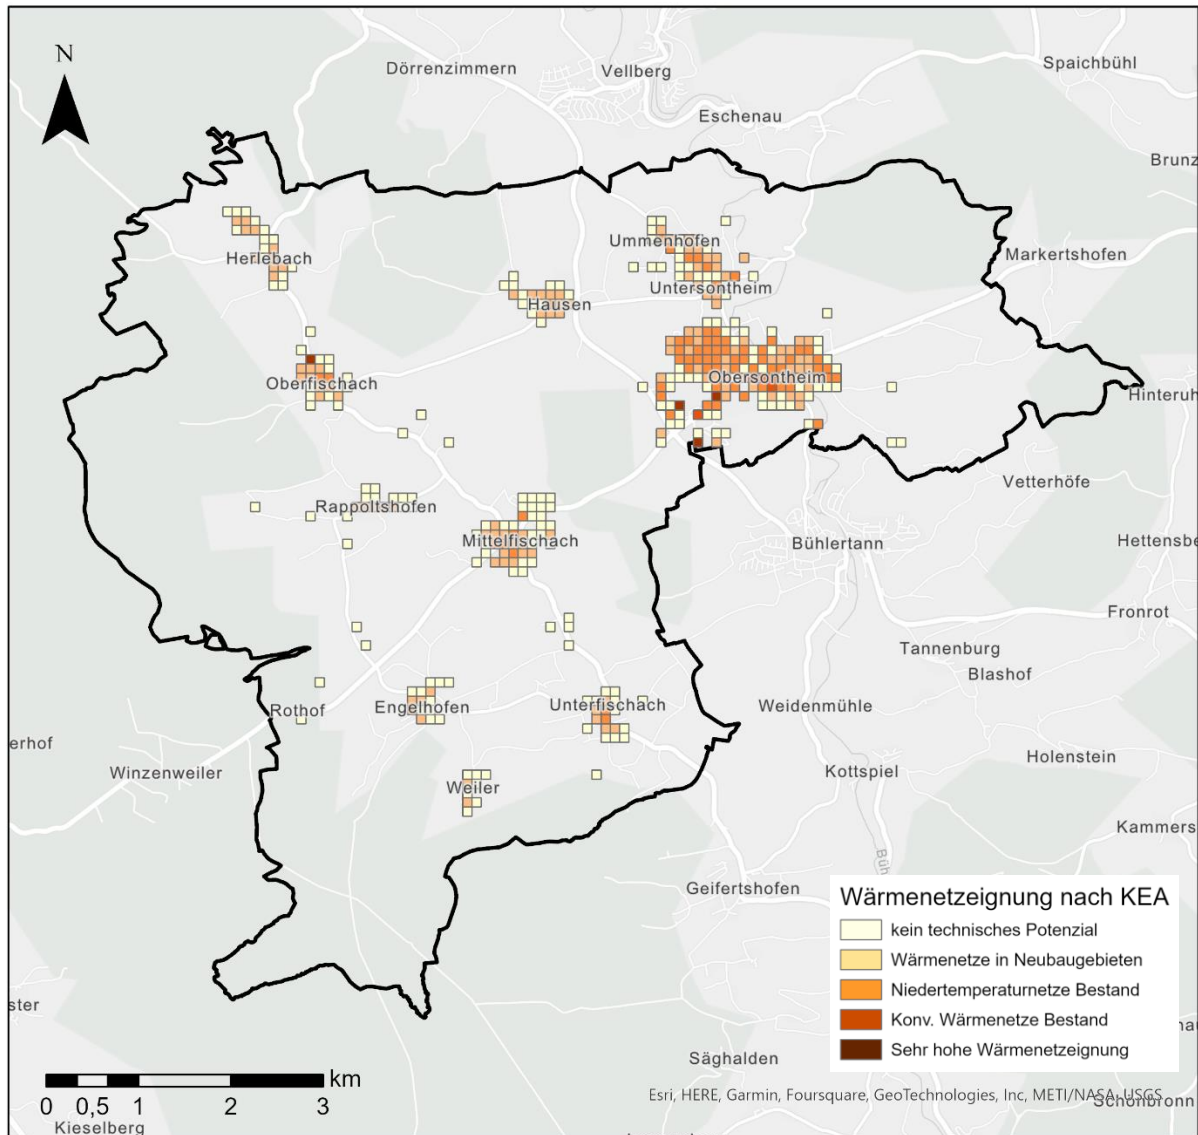 N
Dörrenzimmern
Vellberg
Spaichbühl
Eschenau
Brunz
Ummenhofen
Markertshofen
Herlebach
Untersontheim
Hausen
Oberfischach
Obersontheim
Hinteruh
Vetterhöfe
Rappoltshofen
Mittelfischach
Bühlertann
Hettensbe
Fronrot
Tannenburg
Blashof
Rothof
Engelhofen
Unterfischach
Weidenmühle
erhof
Winzenweiler
Weiler
Kottspiel
Holenstein
Kammers
Büh
Geifertshofen
Wärmenetzeignung nach KEA
kein technisches Potenzial
Wärmenetze in Neubaugebieten
Niedertemperaturnetze Bestand
Konv. Wärmenetze Bestand
Sehr hohe Wärmenetzeignung
ster
Säghalden
km
0 0,5 1 2 3
Esri, HERE, Garmin, Foursquare, GeoTechnologies, Inc, METI/NASA, USGS
Schönbronn
Kieselberg